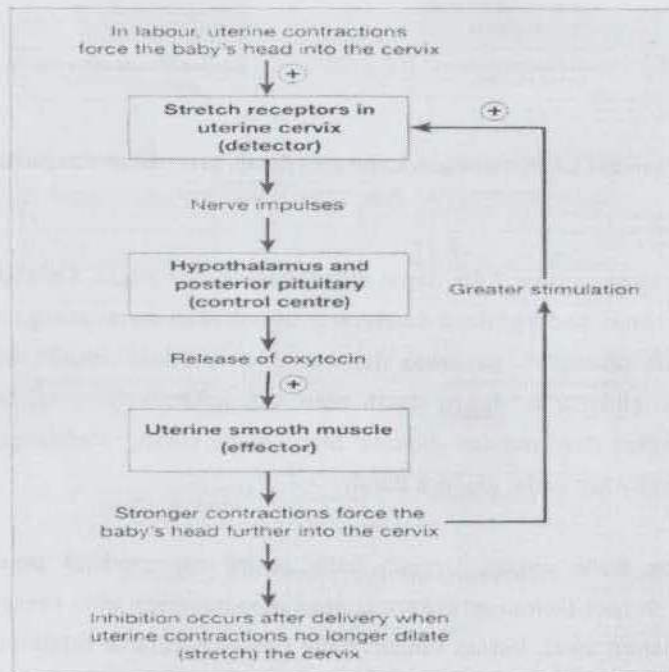 In labour, uterine contractions
force the baby's head into the cervix
+
Stretch receptors in
uterine cervix
(detector)
+
Nerve impulses
Hypothalamus and
posterior pituitary
(control centre)
Greater stimulation
Release of oxytocin
+
Uterine smooth muscle
(effector)
Stronger contractions force the
baby's head further into the cervix
Inhibition occurs after delivery when
uterine contractions no longer dilate
(stretch) the cervix